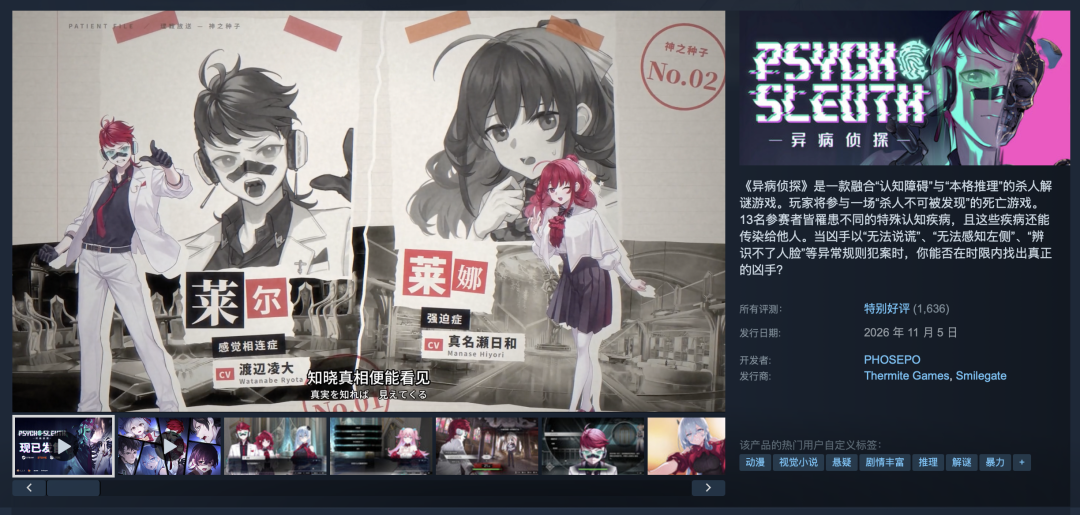 PATIENT FILE
神之种子
No.02
莱尔
感觉相连症
CV 渡辺凌大
Watanabe Ryota
莱娜
强迫症
CV 真名瀬日和
Manase Hiyori
No.01
知晓真相便能看见
真実を知れば 見えてくる
PSYCHO
SLEUTH
异病侦探
《异病侦探》是一款融合“认知障碍”与“本格推理”的杀人解
谜游戏。玩家将参与一场“杀人不可被发现”的死亡游戏。
13名参赛者皆罹患不同的特殊认知疾病，且这些疾病还能
传染给他人。当凶手以“无法说谎”、“无法感知左侧”、“辨
识不了人脸”等异常规则犯案时，你能否在时限内找出真正
的凶手?
所有评测: 特别好评 (1,636)
发行日期: 2026 年 11 月 5 日
开发者: PHOSEPO
发行商: Thermite Games, Smilegate
该产品的热门用户自定义标签:
动漫 视觉小说 悬疑 剧情丰富 推理 解谜 暴力 +
PSYCHO SLEUTH